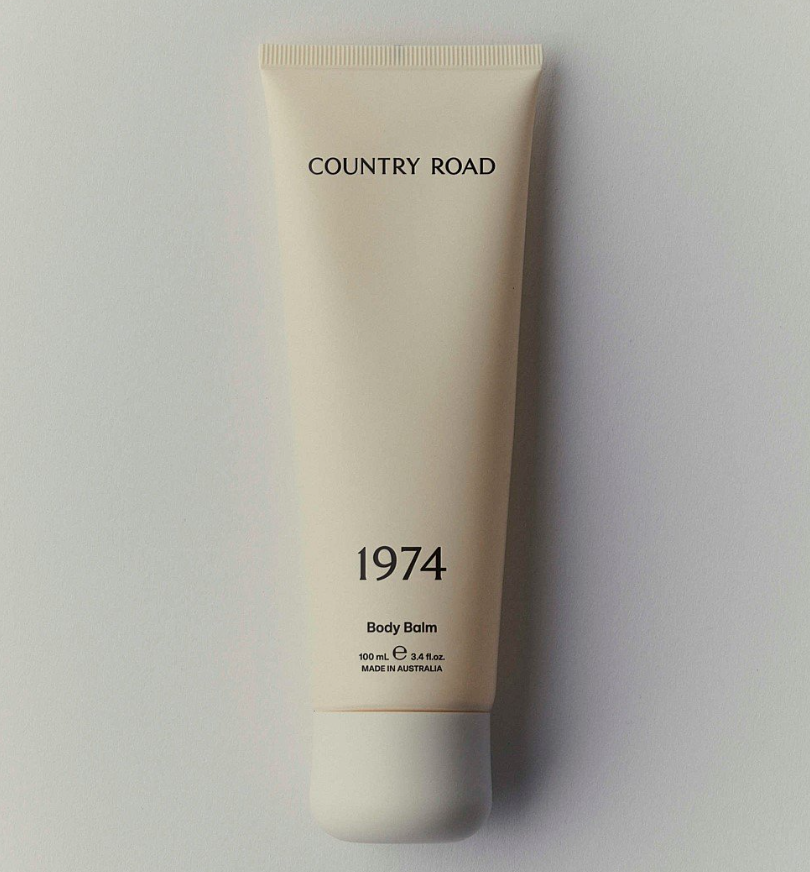 COUNTRY ROAD
1974
Body Balm
100 mL ℮ 3.4 fl.oz.
MADE IN AUSTRALIA